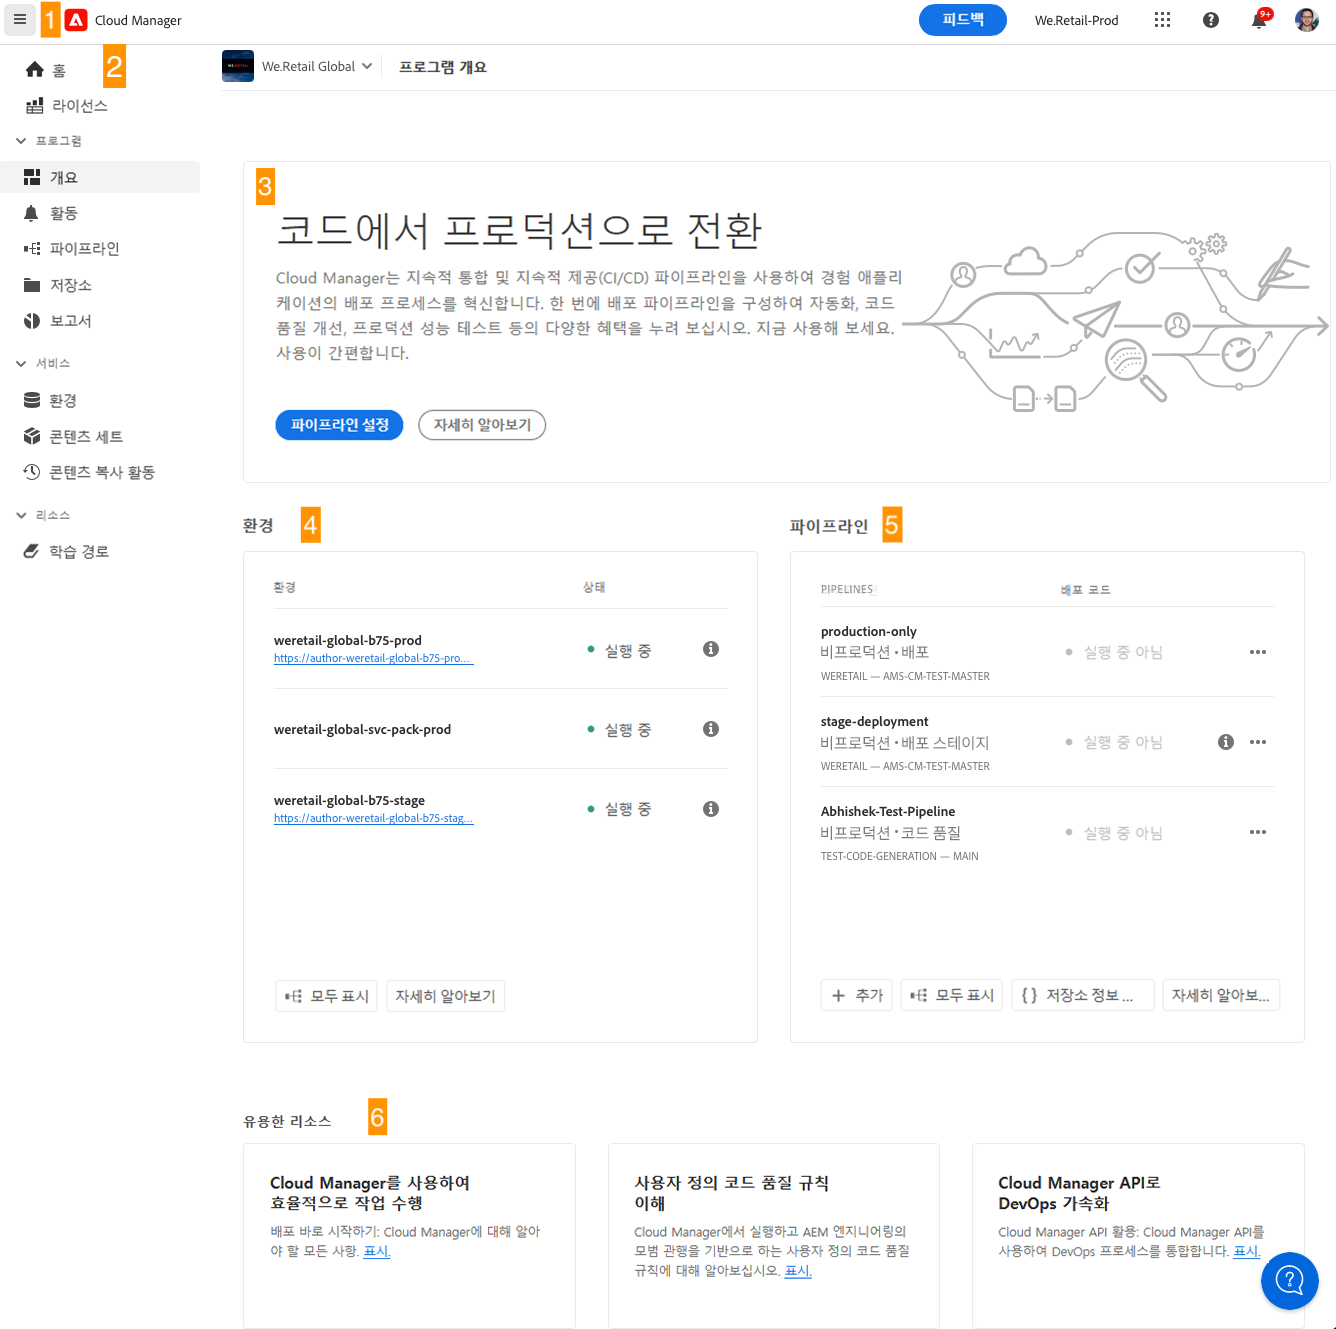 1 Cloud Manager 피드백 We.Retail-Prod 9+
홈 2
라이선스
프로그램
개요
활동
파이프라인
저장소
보고서
서비스
환경
콘텐츠 세트
콘텐츠 복사 활동
리소스
학습 경로
WE.RETAIL We.Retail Global 프로그램 개요
3
코드에서 프로덕션으로 전환
Cloud Manager는 지속적 통합 및 지속적 제공(CI/CD) 파이프라인을 사용하여 경험 애플리
케이션의 배포 프로세스를 혁신합니다. 한 번에 배포 파이프라인을 구성하여 자동화, 코드
품질 개선, 프로덕션 성능 테스트 등의 다양한 혜택을 누려 보십시오. 지금 사용해 보세요.
사용이 간편합니다.
파이프라인 설정 자세히 알아보기
환경 4
환경 상태
weretail-global-b75-prod
https://author-weretail-global-b75-pro...
실행 중
weretail-global-svc-pack-prod
실행 중
weretail-global-b75-stage
https://author-weretail-global-b75-stag...
실행 중
모두 표시 자세히 알아보기
파이프라인 5
PIPELINES 배포 코드
production-only
비프로덕션 • 배포
실행 중 아님
WERETAIL — AMS-CM-TEST-MASTER
stage-deployment
비프로덕션 • 배포 스테이지
실행 중 아님
WERETAIL — AMS-CM-TEST-MASTER
Abhishek-Test-Pipeline
비프로덕션 • 코드 품질
실행 중 아님
TEST-CODE-GENERATION — MAIN
추가 모두 표시 저장소 정보 ... 자세히 알아보...
유용한 리소스 6
Cloud Manager를 사용하여
효율적으로 작업 수행
배포 바로 시작하기: Cloud Manager에 대해 알아
야 할 모든 사항. 표시.
사용자 정의 코드 품질 규칙
이해
Cloud Manager에서 실행하고 AEM 엔지니어링의
모범 관행을 기반으로 하는 사용자 정의 코드 품질
규칙에 대해 알아보십시오. 표시.
Cloud Manager API로
DevOps 가속화
Cloud Manager API 활용: Cloud Manager API를
사용하여 DevOps 프로세스를 통합합니다. 표시.